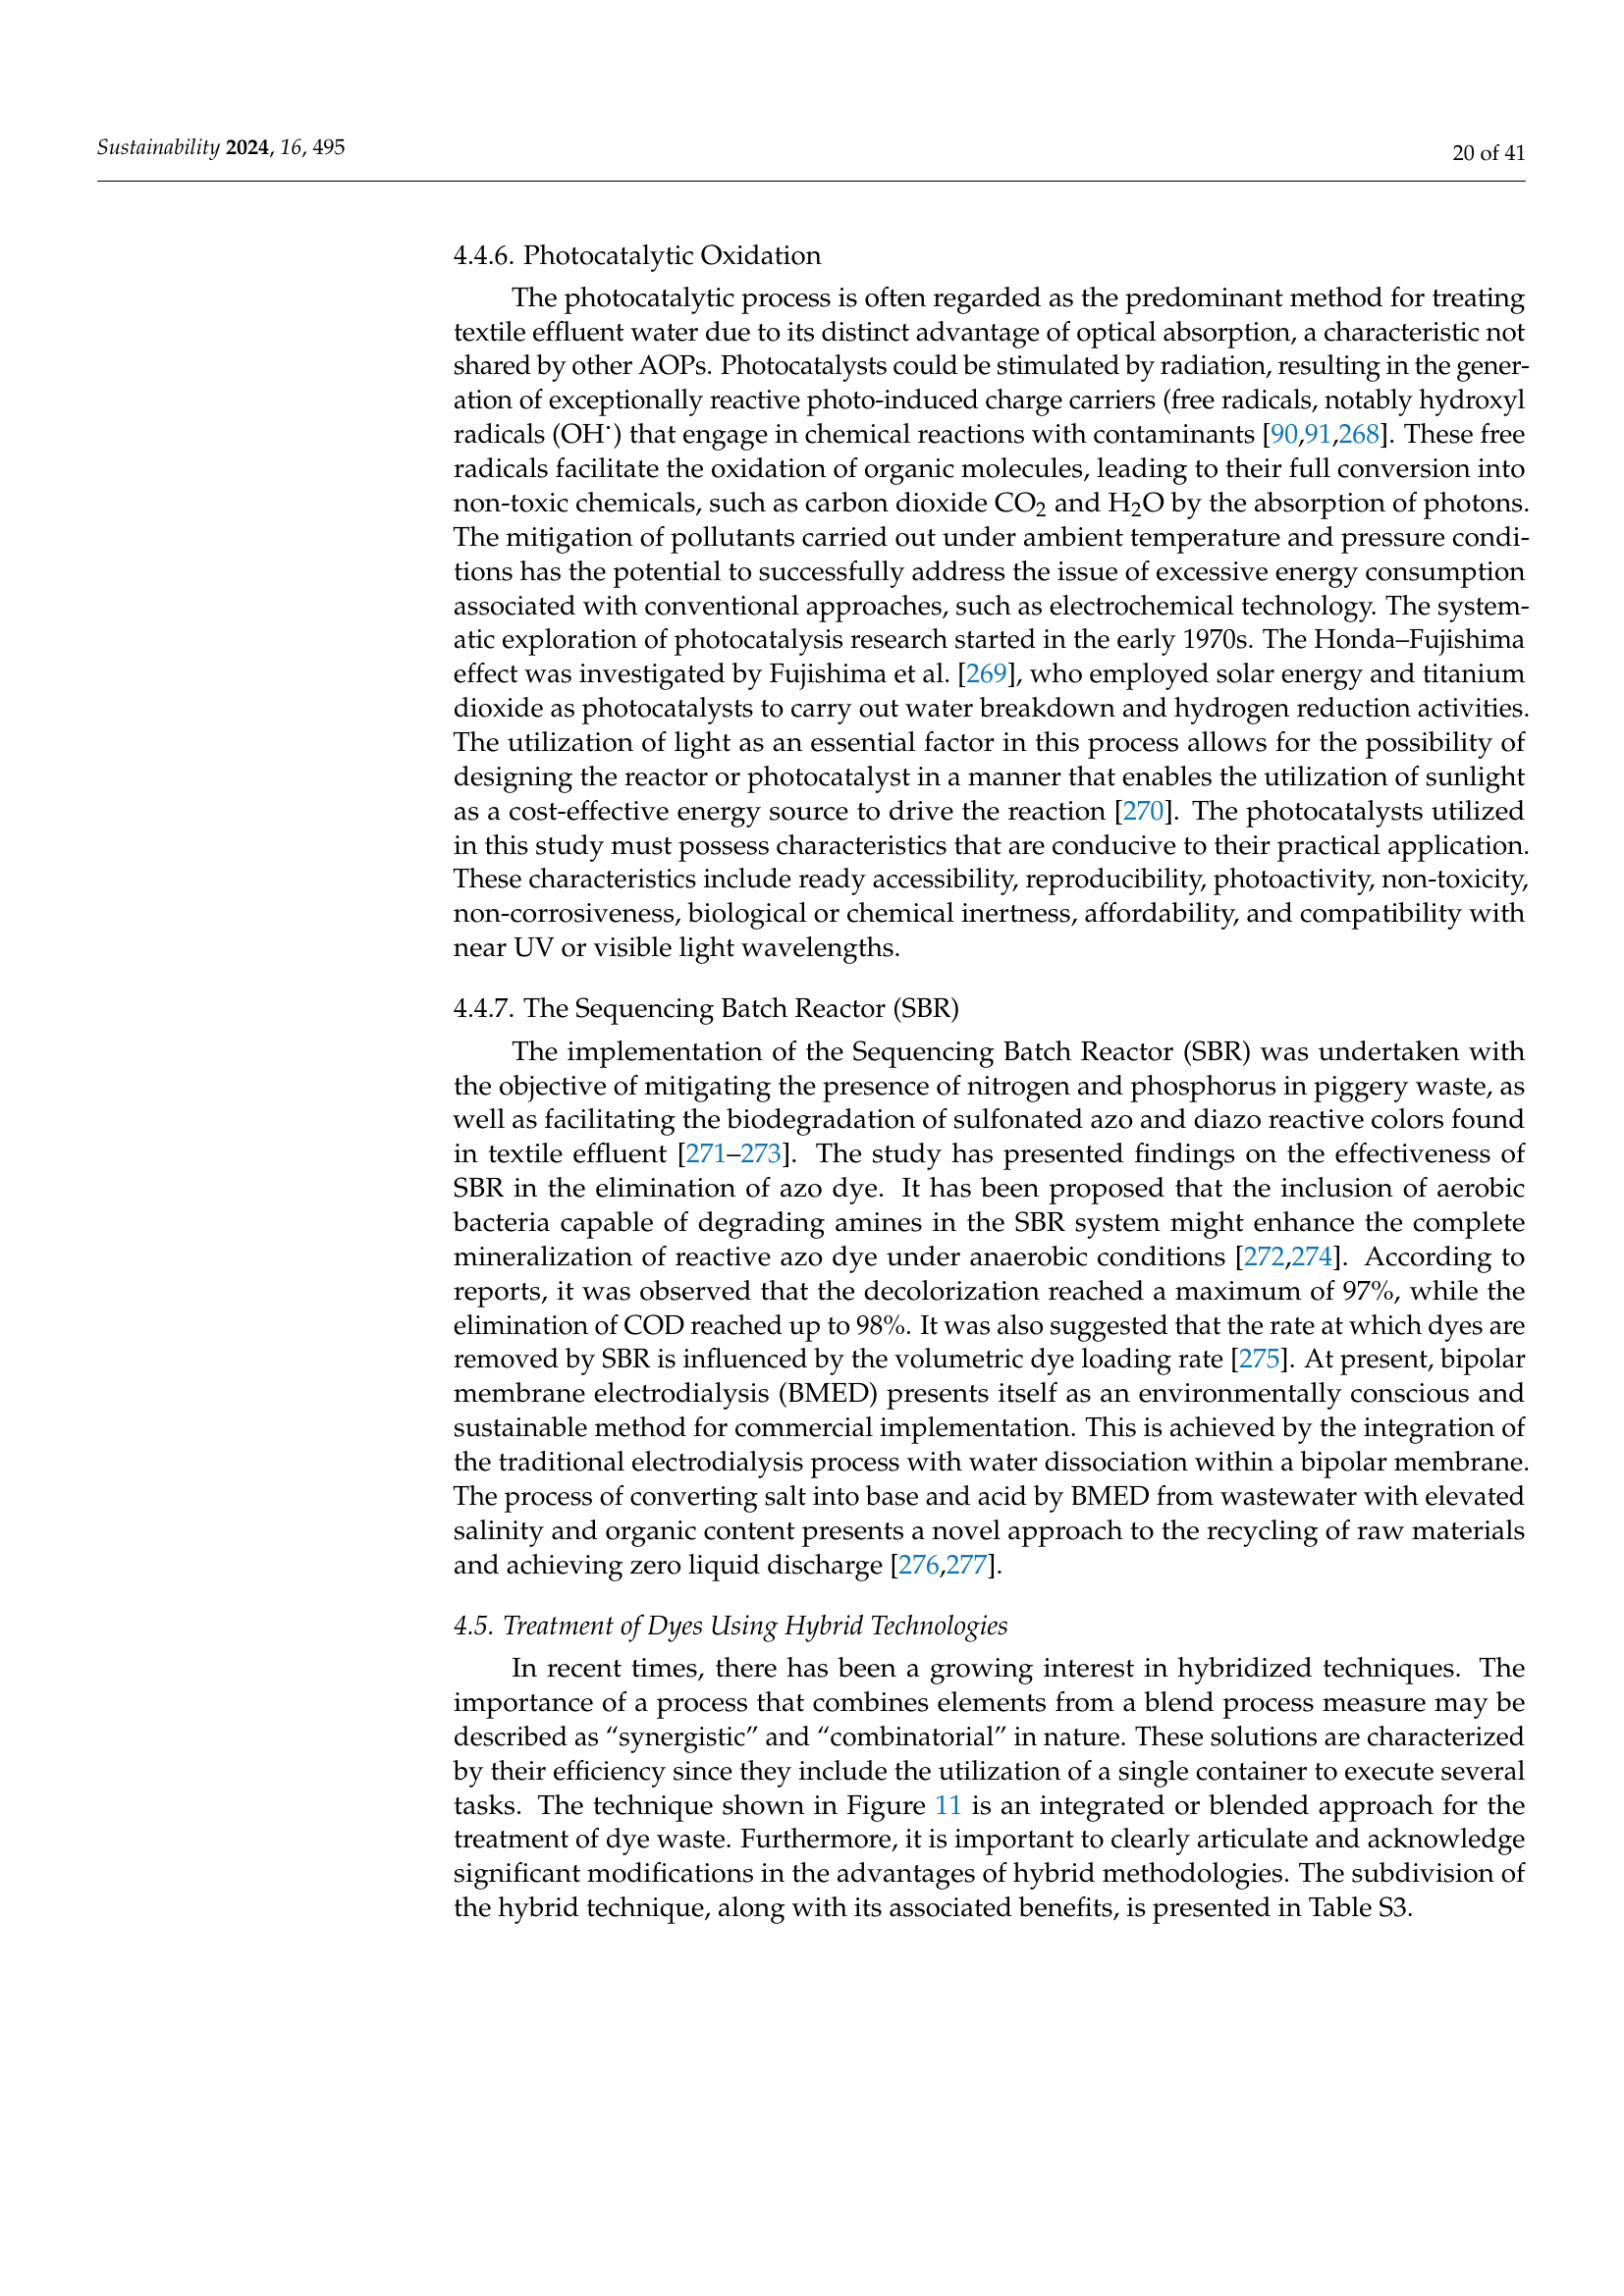 Sustainability 2024, 16, 495
20 of 41
4.4.6. Photocatalytic Oxidation
The photocatalytic process is often regarded as the predominant method for treating
textile effluent water due to its distinct advantage of optical absorption, a characteristic not
shared by other AOPs. Photocatalysts could be stimulated by radiation, resulting in the gener-
ation of exceptionally reactive photo-induced charge carriers (free radicals, notably hydroxyl
radicals (OH˙) that engage in chemical reactions with contaminants [90,91,268]. These free
radicals facilitate the oxidation of organic molecules, leading to their full conversion into
non-toxic chemicals, such as carbon dioxide CO₂ and H₂O by the absorption of photons.
The mitigation of pollutants carried out under ambient temperature and pressure condi-
tions has the potential to successfully address the issue of excessive energy consumption
associated with conventional approaches, such as electrochemical technology. The system-
atic exploration of photocatalysis research started in the early 1970s. The Honda–Fujishima
effect was investigated by Fujishima et al. [269], who employed solar energy and titanium
dioxide as photocatalysts to carry out water breakdown and hydrogen reduction activities.
The utilization of light as an essential factor in this process allows for the possibility of
designing the reactor or photocatalyst in a manner that enables the utilization of sunlight
as a cost-effective energy source to drive the reaction [270]. The photocatalysts utilized
in this study must possess characteristics that are conducive to their practical application.
These characteristics include ready accessibility, reproducibility, photoactivity, non-toxicity,
non-corrosiveness, biological or chemical inertness, affordability, and compatibility with
near UV or visible light wavelengths.
4.4.7. The Sequencing Batch Reactor (SBR)
The implementation of the Sequencing Batch Reactor (SBR) was undertaken with
the objective of mitigating the presence of nitrogen and phosphorus in piggery waste, as
well as facilitating the biodegradation of sulfonated azo and diazo reactive colors found
in textile effluent [271–273]. The study has presented findings on the effectiveness of
SBR in the elimination of azo dye. It has been proposed that the inclusion of aerobic
bacteria capable of degrading amines in the SBR system might enhance the complete
mineralization of reactive azo dye under anaerobic conditions [272,274]. According to
reports, it was observed that the decolorization reached a maximum of 97%, while the
elimination of COD reached up to 98%. It was also suggested that the rate at which dyes are
removed by SBR is influenced by the volumetric dye loading rate [275]. At present, bipolar
membrane electrodialysis (BMED) presents itself as an environmentally conscious and
sustainable method for commercial implementation. This is achieved by the integration of
the traditional electrodialysis process with water dissociation within a bipolar membrane.
The process of converting salt into base and acid by BMED from wastewater with elevated
salinity and organic content presents a novel approach to the recycling of raw materials
and achieving zero liquid discharge [276,277].
4.5. Treatment of Dyes Using Hybrid Technologies
In recent times, there has been a growing interest in hybridized techniques. The
importance of a process that combines elements from a blend process measure may be
described as “synergistic” and “combinatorial” in nature. These solutions are characterized
by their efficiency since they include the utilization of a single container to execute several
tasks. The technique shown in Figure 11 is an integrated or blended approach for the
treatment of dye waste. Furthermore, it is important to clearly articulate and acknowledge
significant modifications in the advantages of hybrid methodologies. The subdivision of
the hybrid technique, along with its associated benefits, is presented in Table S3.